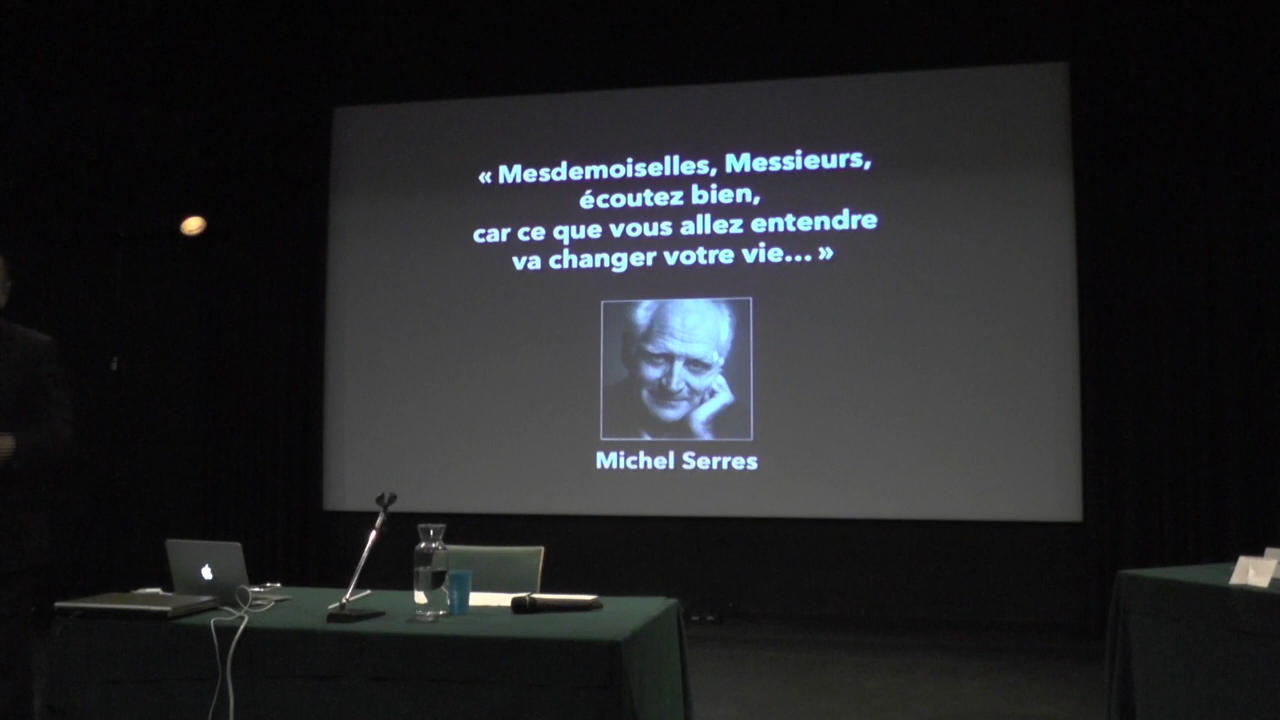 « Mesdemoiselles, Messieurs,
écoutez bien,
car ce que vous allez entendre
va changer votre vie... »
Michel Serres